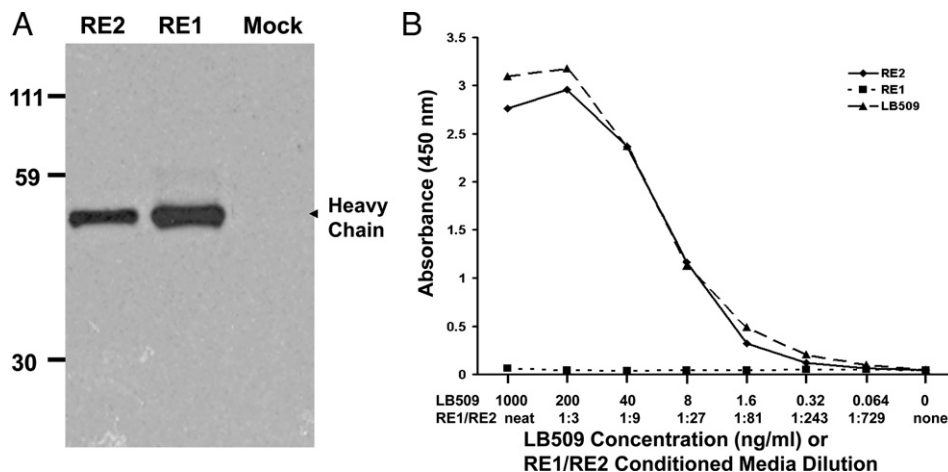 A
RE2 RE1 Mock
111
59
30
Heavy
Chain
B
3.5
3
2.5
2
1.5
1
0.5
0
Absorbance (450 nm)
RE2
RE1
LB509
LB509 1000 200 40 8 1.6 0.32 0.064 0
RE1/RE2 neat 1:3 1:9 1:27 1:81 1:243 1:729 none
LB509 Concentration (ng/ml) or
RE1/RE2 Conditioned Media Dilution